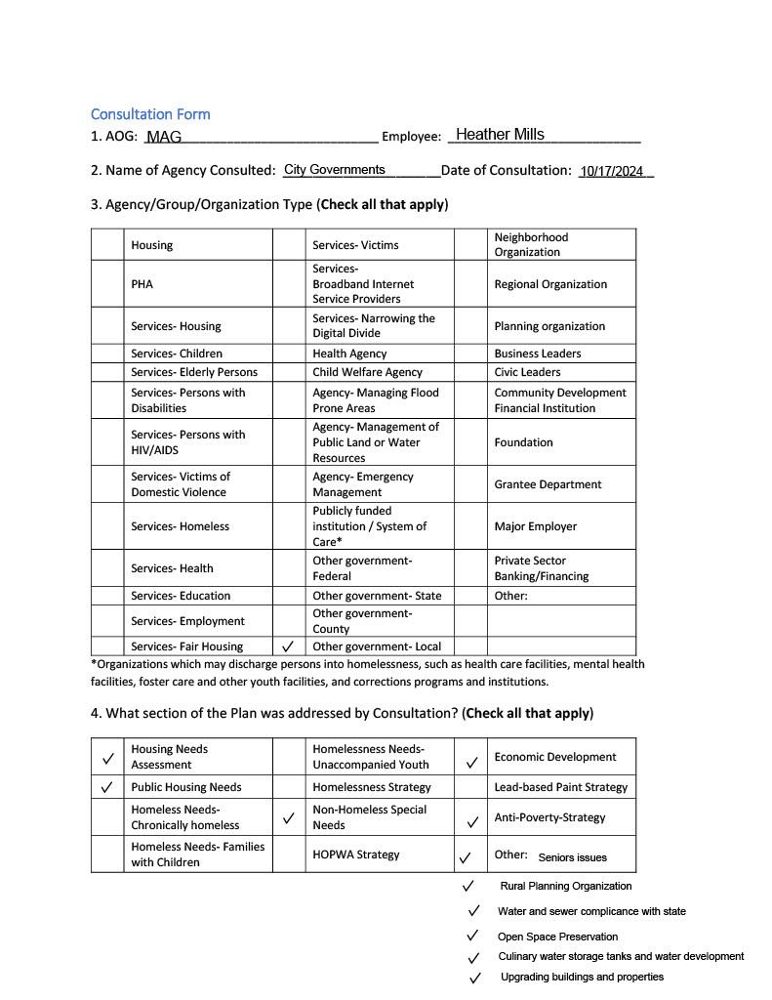 Consultation Form
1. AOG: MAG Employee: Heather Mills
2. Name of Agency Consulted: City Governments Date of Consultation: 10/17/2024
3. Agency/Group/Organization Type (Check all that apply)
Housing
Services- Victims
Neighborhood
Organization
PHA
Services-
Broadband Internet
Service Providers
Regional Organization
Services- Housing
Services- Narrowing the
Digital Divide
Planning organization
Services- Children
Health Agency
Business Leaders
Services- Elderly Persons
Child Welfare Agency
Civic Leaders
Services- Persons with
Disabilities
Agency- Managing Flood
Prone Areas
Community Development
Financial Institution
Services- Persons with
HIV/AIDS
Agency- Management of
Public Land or Water
Resources
Foundation
Services- Victims of
Domestic Violence
Agency- Emergency
Management
Grantee Department
Services- Homeless
Publicly funded
institution / System of
Care*
Major Employer
Services- Health
Other government-
Federal
Private Sector
Banking/Financing
Services- Education
Other government- State
Other:
Services- Employment
Other government-
County
Services- Fair Housing
✓ Other government- Local
*Organizations which may discharge persons into homelessness, such as health care facilities, mental health
facilities, foster care and other youth facilities, and corrections programs and institutions.
4. What section of the Plan was addressed by Consultation? (Check all that apply)
✓ Housing Needs
Assessment
Homelessness Needs-
Unaccompanied Youth
✓ Economic Development
✓ Public Housing Needs
Homelessness Strategy
Lead-based Paint Strategy
Homeless Needs-
Chronically homeless
✓ Non-Homeless Special
Needs
✓ Anti-Poverty-Strategy
Homeless Needs- Families
with Children
HOPWA Strategy
✓ Other: Seniors issues
✓ Rural Planning Organization
✓ Water and sewer complicance with state
✓ Open Space Preservation
✓ Culinary water storage tanks and water development
✓ Upgrading buildings and properties